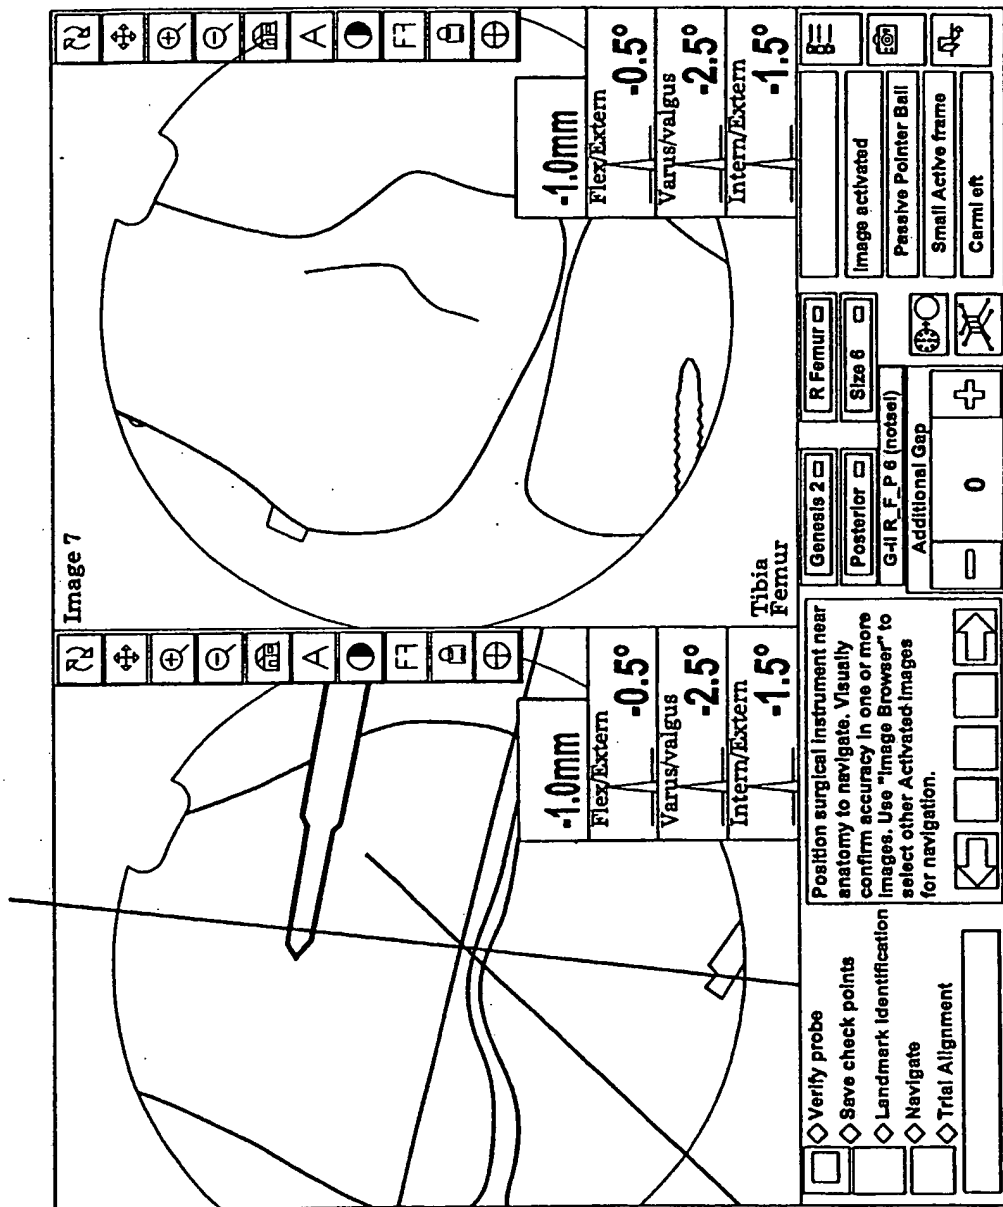 Image 7
A
-1.0mm
Flex/Extern
-0.5°
Varus/valgus
-2.5°
Intern/Extern
-1.5°
A
-1.0mm
Flex/Extern
-0.5°
Varus/valgus
-2.5°
Intern/Extern
-1.5°
Tibia
Femur
Verify probe
Save check points
Landmark identification
Navigate
Trial Alignment
Position surgical instrument near
anatomy to navigate. Visually
confirm accuracy in one or more
images. Use "Image Browser" to
select other Activated Images
for navigation.
Genesis 2
R Femur
Posterior
Size 6
G-II R_F_P 6 (notsel)
Additional Gap
0
Image activated
Passive Pointer Ball
Small Active frame
Carml eft